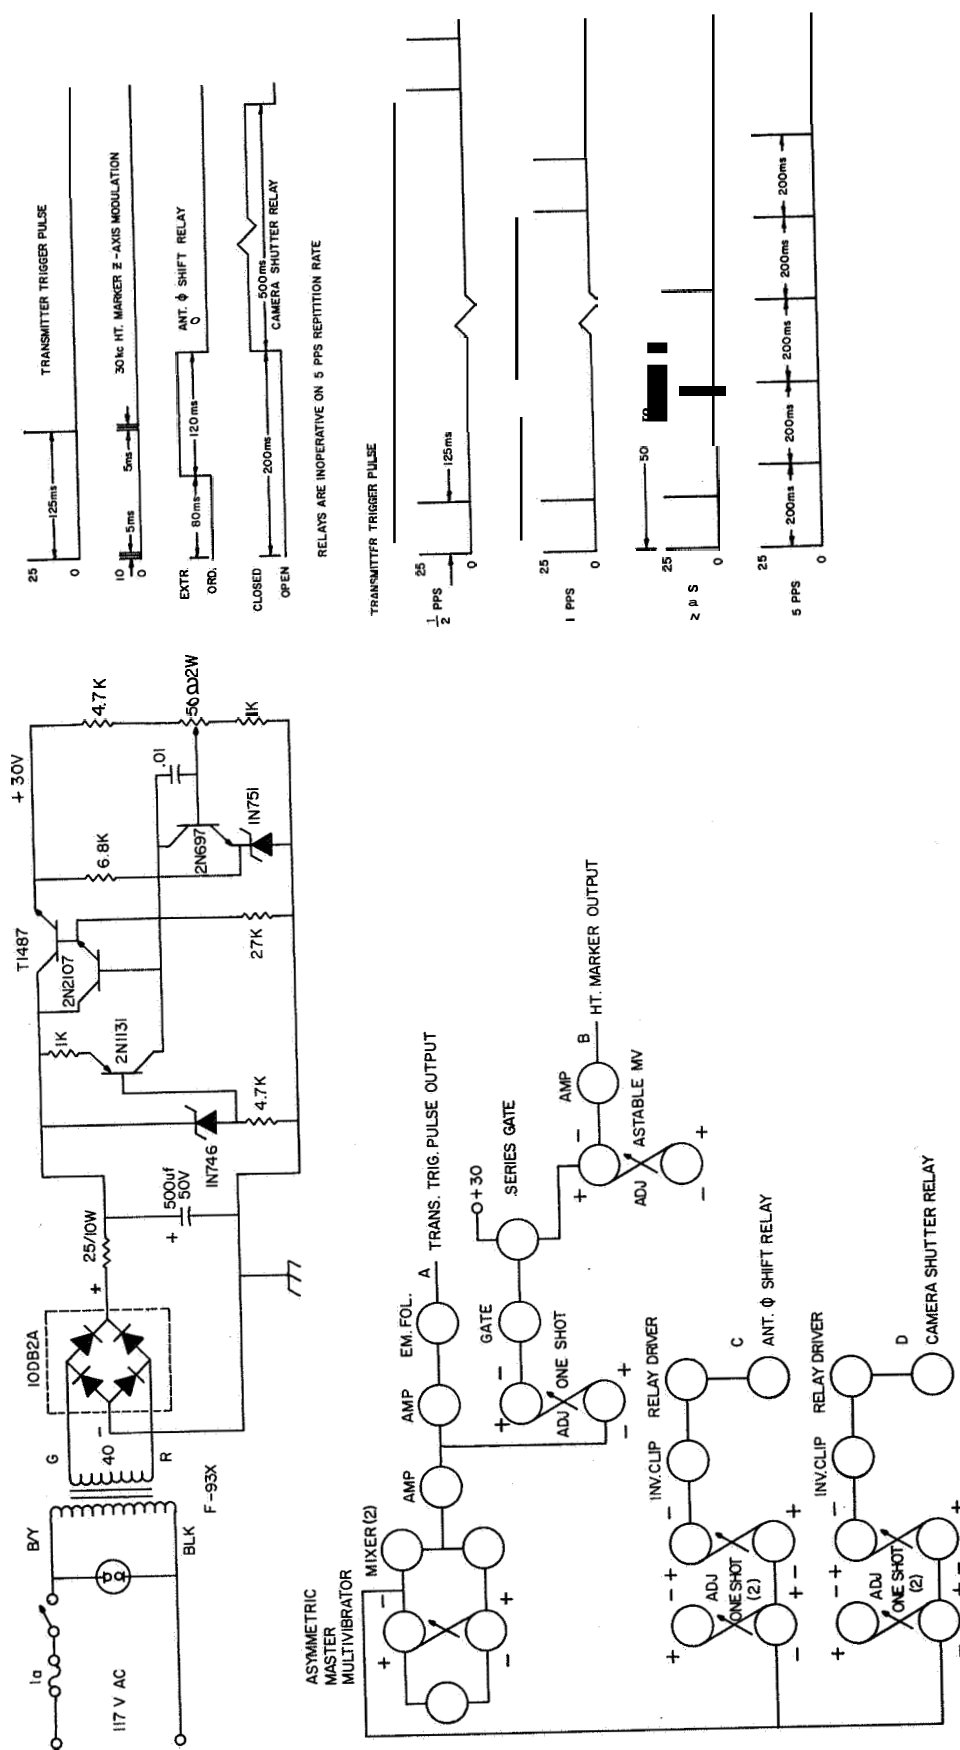 1a
117 V AC
B/Y
BLK
F-93X
G
40
R
10DB2A
-
+
25/10W
+
500uf
50V
IN746
4.7K
1K
2N1131
2N2107
T1487
27K
6.8K
2N697
IN751
.01
+ 30V
4.7K
50Ω2W
1K
25
0
125ms
TRANSMITTER TRIGGER PULSE
10
0
5ms
5ms
30kc HT. MARKER Z-AXIS MODULATION
EXTR.
ORD.
80ms
120ms
ANT. Φ SHIFT RELAY
0
CLOSED
OPEN
200ms
500ms
CAMERA SHUTTER RELAY
RELAYS ARE INOPERATIVE ON 5 PPS REPITITION RATE
TRANSMITTER TRIGGER PULSE
1/2 PPS
25
0
125ms
1 PPS
25
0
25
0
50
5 PPS
25
0
200ms
200ms
200ms
200ms
200ms
ASYMMETRIC
MASTER
MULTIVIBRATOR
+
-
-
+
MIXER (2)
AMP
AMP
EM. FOL.
A
TRANS. TRIG. PULSE OUTPUT
+
-
ADJ
ONE SHOT
-
+
GATE
+30
SERIES GATE
+
-
ADJ
ASTABLE MV
-
+
AMP
B
HT. MARKER OUTPUT
+
-
+
-
ADJ
ONE SHOT
(2)
-
+
-
+
INV. CLIP
RELAY DRIVER
C
ANT. Φ SHIFT RELAY
+
-
+
-
ADJ
ONE SHOT
(2)
-
+
-
+
INV. CLIP
RELAY DRIVER
D
CAMERA SHUTTER RELAY